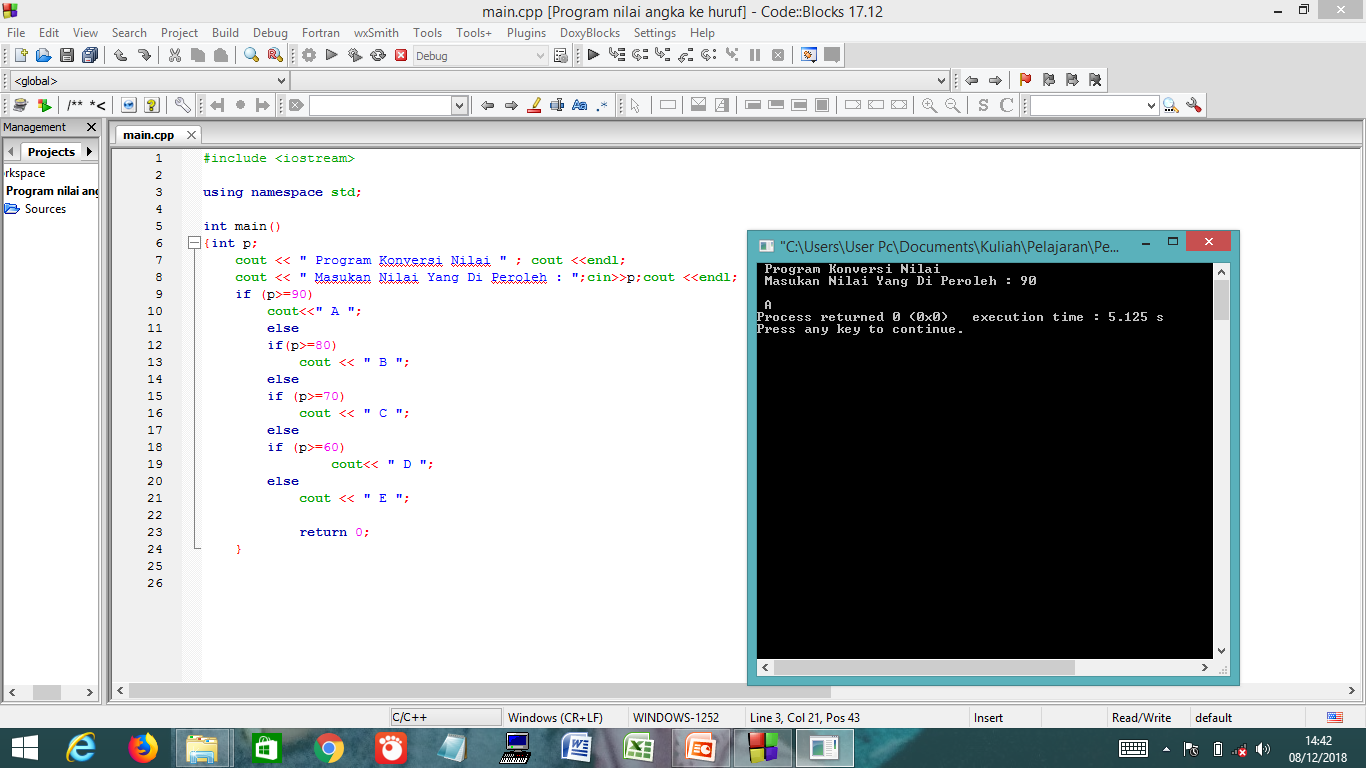 main.cpp [Program nilai angka ke huruf] - Code::Blocks 17.12
File Edit View Search Project Build Debug Fortran wxSmith Tools Tools+ Plugins DoxyBlocks Settings Help
Debug
<global>
/** *<
Aa .*
S C
Management
Projects
main.cpp
rkspace
Program nilai ang
Sources
1 #include <iostream>
2
3 using namespace std;
4
5 int main()
6 {int p;
7 cout << " Program Konversi Nilai " ; cout <<endl;
8 cout << " Masukan Nilai Yang Di Peroleh : ";cin>>p;cout <<endl;
9 if (p>=90)
10 cout<<" A ";
11 else
12 if(p>=80)
13 cout << " B ";
14 else
15 if (p>=70)
16 cout << " C ";
17 else
18 if (p>=60)
19 cout<< " D ";
20 else
21 cout << " E ";
22
23 return 0;
24 }
25
26
"C:\Users\User Pc\Documents\Kuliah\Pelajaran\Pe...
Program Konversi Nilai
Masukan Nilai Yang Di Peroleh : 90
A
Process returned 0 (0x0) execution time : 5.125 s
Press any key to continue.
C/C++ Windows (CR+LF) WINDOWS-1252 Line 3, Col 21, Pos 43 Insert Read/Write default
14:42
08/12/2018